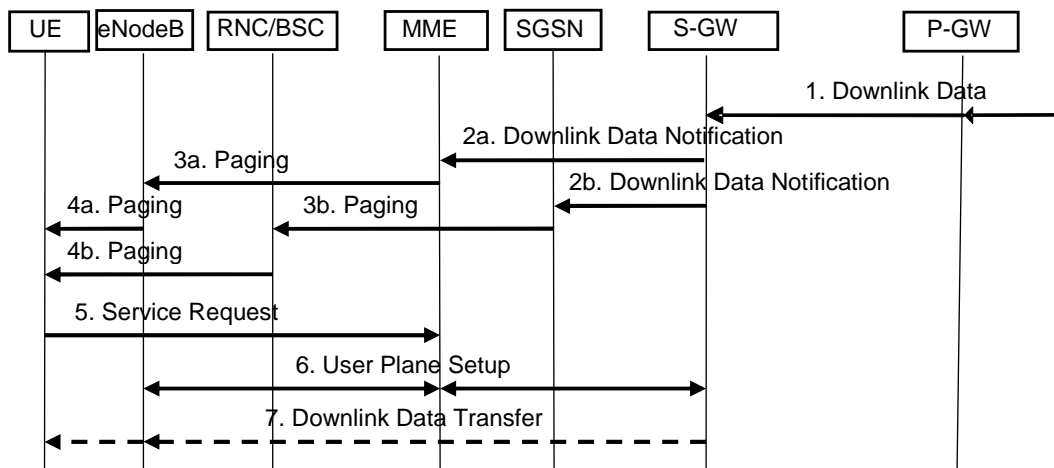 UE
eNodeB
RNC/BSC
MME
SGSN
S-GW
P-GW
1. Downlink Data
2a. Downlink Data Notification
3a. Paging
2b. Downlink Data Notification
4a. Paging
3b. Paging
4b. Paging
5. Service Request
6. User Plane Setup
7. Downlink Data Transfer